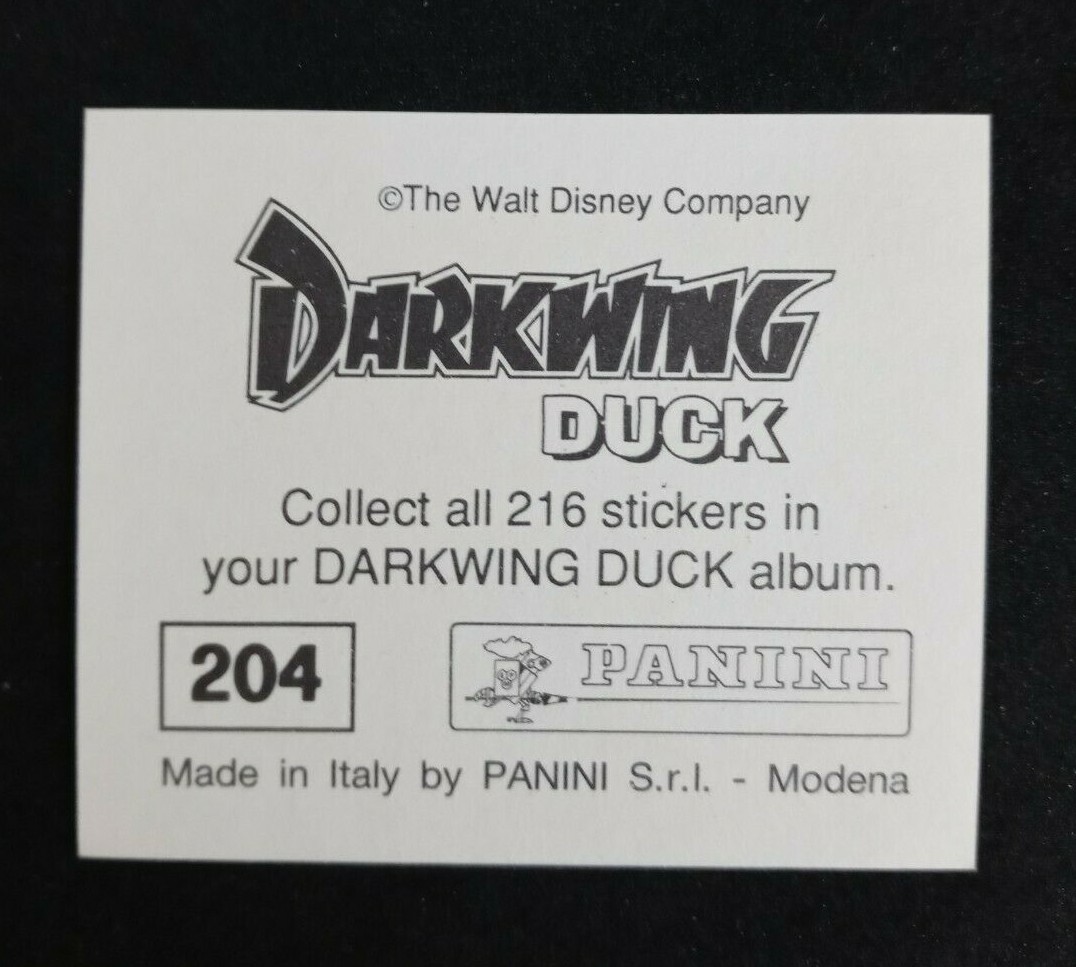 ©The Walt Disney Company
DARKWING
DUCK
Collect all 216 stickers in
your DARKWING DUCK album.
204
PANINI
Made in Italy by PANINI S.r.l. - Modena